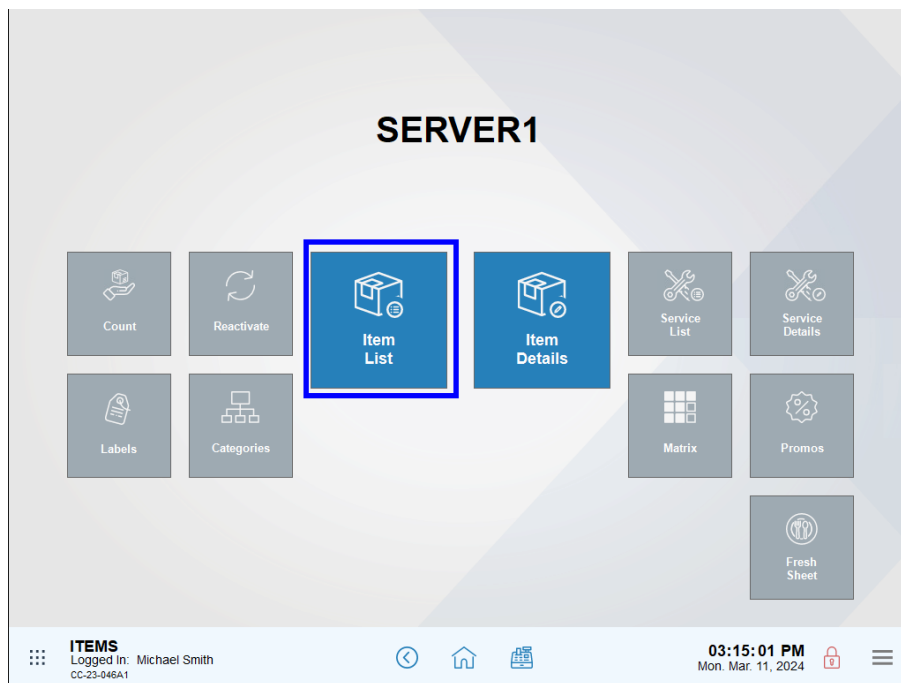 SERVER1
Count
Reactivate
Item
List
Item
Details
Service
List
Service
Details
Labels
Categories
Matrix
Promos
Fresh
Sheet
ITEMS
Logged In: Michael Smith
CC-23-046A1
03:15:01 PM
Mon. Mar. 11, 2024